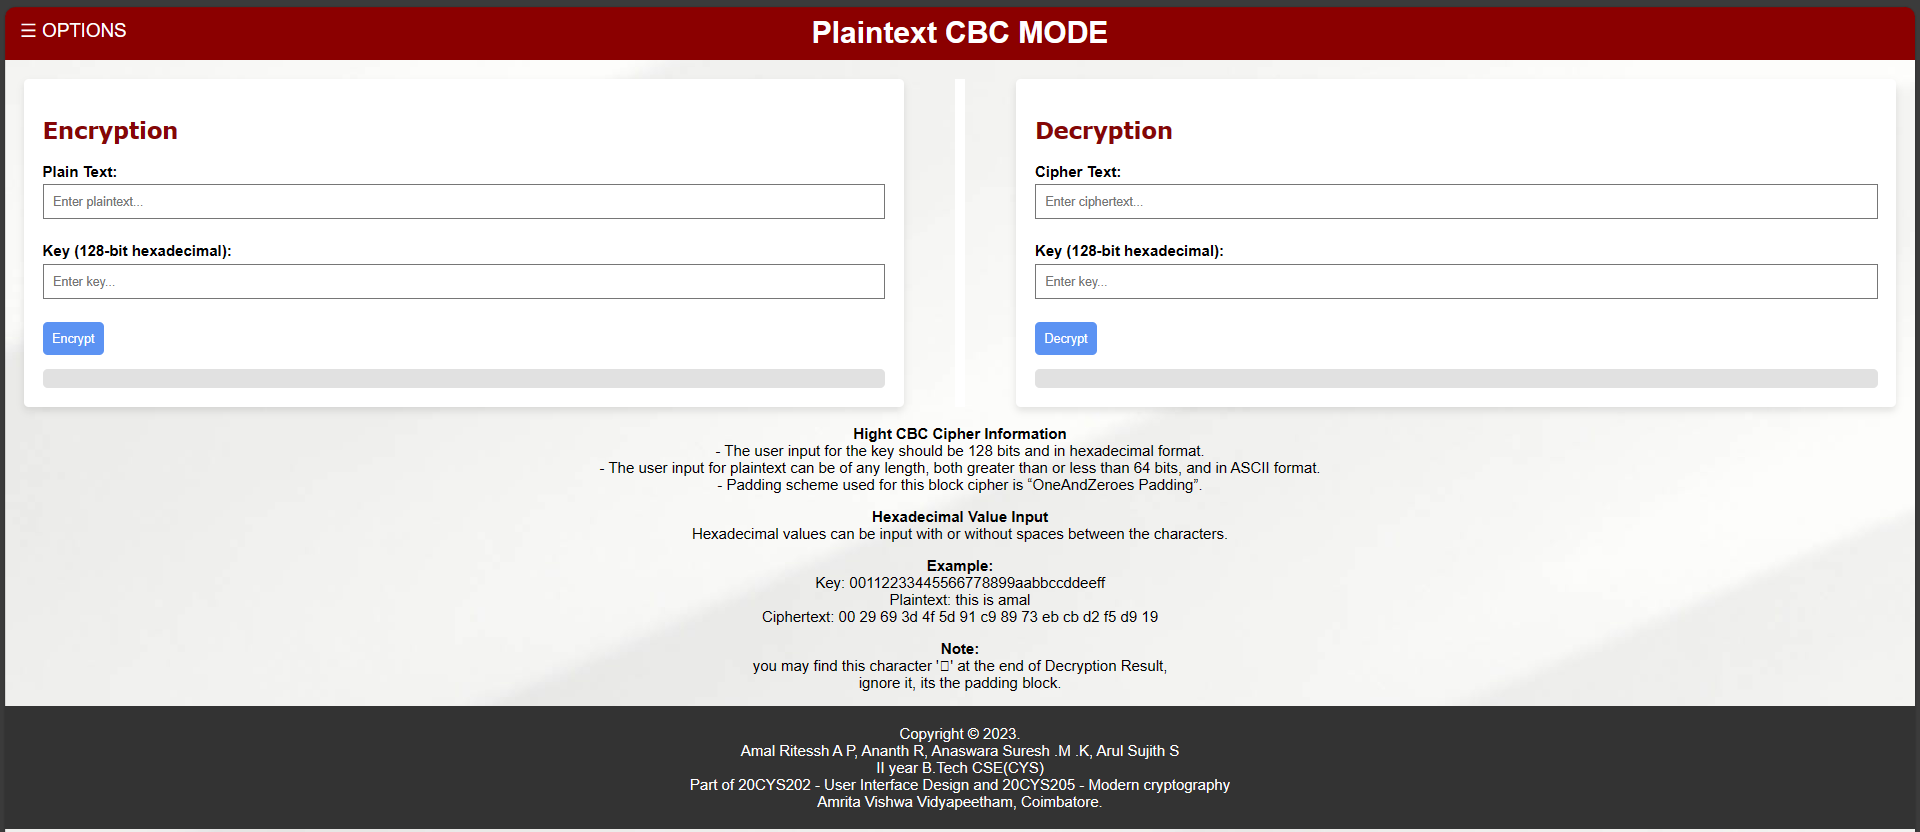 ☰ OPTIONS
Plaintext CBC MODE
Encryption
Plain Text:
Enter plaintext...
Key (128-bit hexadecimal):
Enter key...
Encrypt
Decryption
Cipher Text:
Enter ciphertext...
Key (128-bit hexadecimal):
Enter key...
Decrypt
Hight CBC Cipher Information
- The user input for the key should be 128 bits and in hexadecimal format.
- The user input for plaintext can be of any length, both greater than or less than 64 bits, and in ASCII format.
- Padding scheme used for this block cipher is “OneAndZeroes Padding”.
Hexadecimal Value Input
Hexadecimal values can be input with or without spaces between the characters.
Example:
Key: 00112233445566778899aabbccddeeff
Plaintext: this is amal
Ciphertext: 00 29 69 3d 4f 5d 91 c9 89 73 eb cb d2 f5 d9 19
Note:
you may find this character '▯' at the end of Decryption Result,
ignore it, its the padding block.
Copyright © 2023.
Amal Ritessh A P, Ananth R, Anaswara Suresh .M .K, Arul Sujith S
II year B.Tech CSE(CYS)
Part of 20CYS202 - User Interface Design and 20CYS205 - Modern cryptography
Amrita Vishwa Vidyapeetham, Coimbatore.